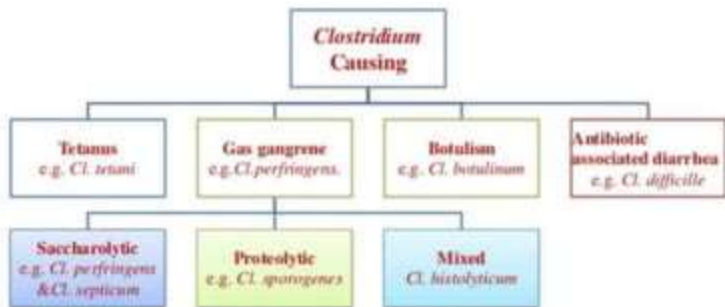 Clostridium
Causing
Tetanus
e.g. Cl. tetani
Gas gangrene
e.g.Cl.perfringens.
Botulism
e.g. Cl. botulinum
Antibiotic
associated diarrhea
e.g. Cl. difficille
Saccharolytic
e.g. Cl. perfringens
&Cl. septicum
Proteolytic
e.g. Cl. sporogenes
Mixed
Cl. histolyticum